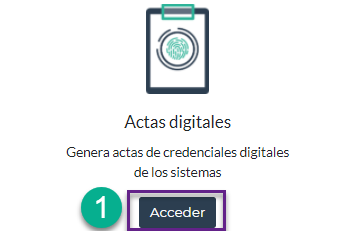 Actas digitales
Genera actas de credenciales digitales
de los sistemas
1 Acceder